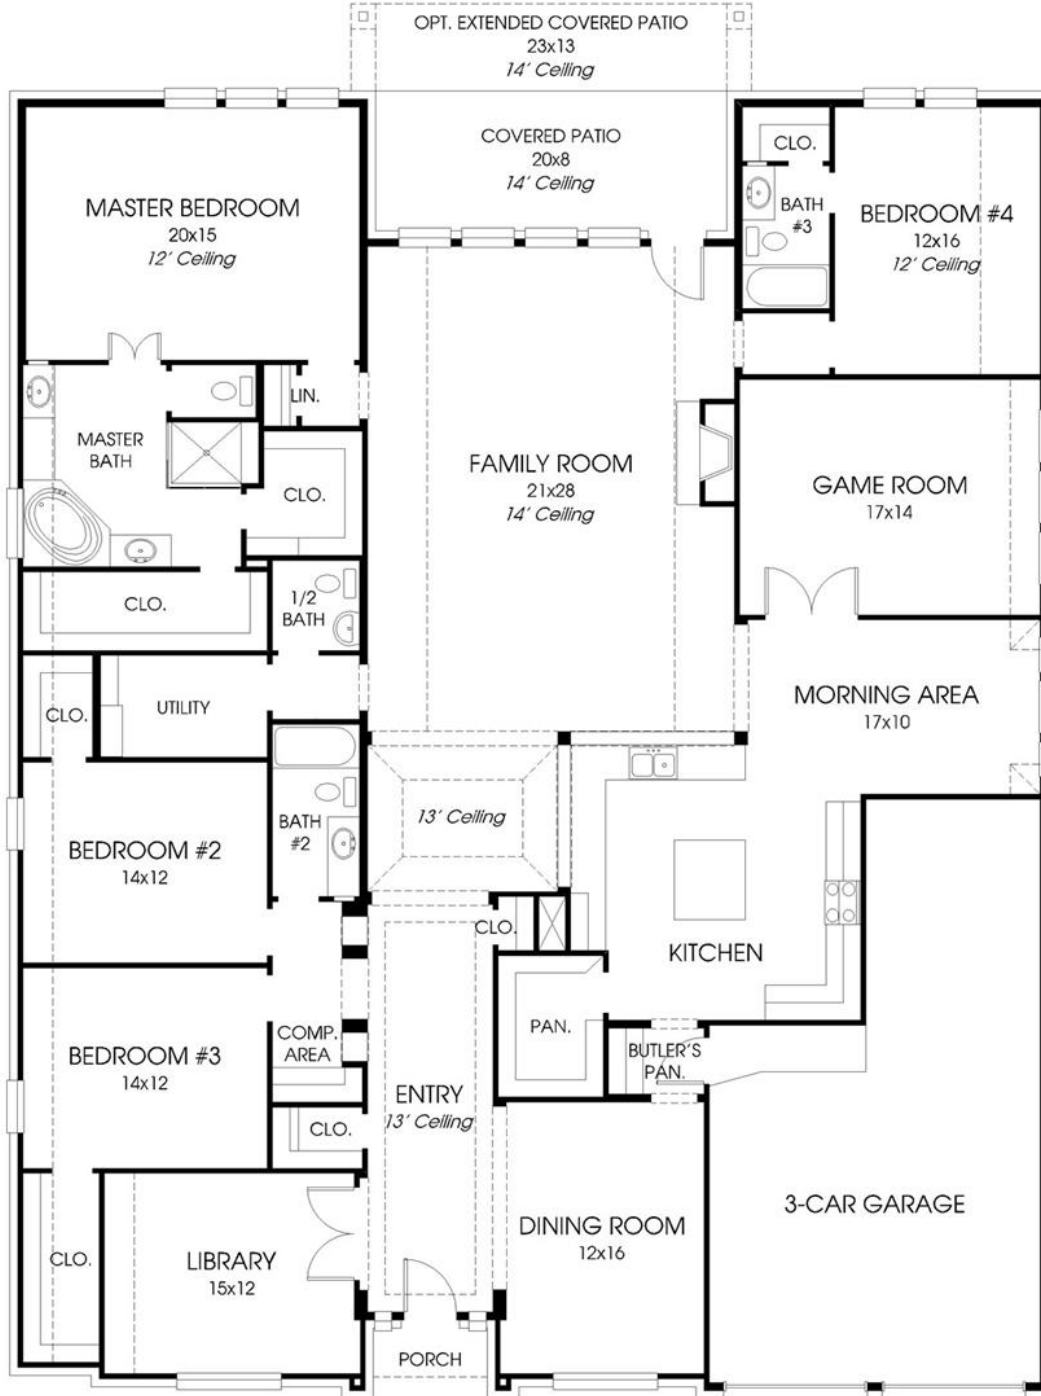 OPT. EXTENDED COVERED PATIO
23x13
14' Ceiling
COVERED PATIO
20x8
14' Ceiling
MASTER BEDROOM
20x15
12' Ceiling
CLO.
BATH
#3
BEDROOM #4
12x16
12' Ceiling
LIN.
MASTER
BATH
CLO.
FAMILY ROOM
21x28
14' Ceiling
GAME ROOM
17x14
CLO.
1/2
BATH
CLO.
UTILITY
MORNING AREA
17x10
13' Ceiling
BATH
#2
BEDROOM #2
14x12
CLO.
KITCHEN
PAN.
COMP.
AREA
BEDROOM #3
14x12
BUTLER'S
PAN.
ENTRY
13' Ceiling
CLO.
3-CAR GARAGE
DINING ROOM
12x16
CLO.
LIBRARY
15x12
PORCH